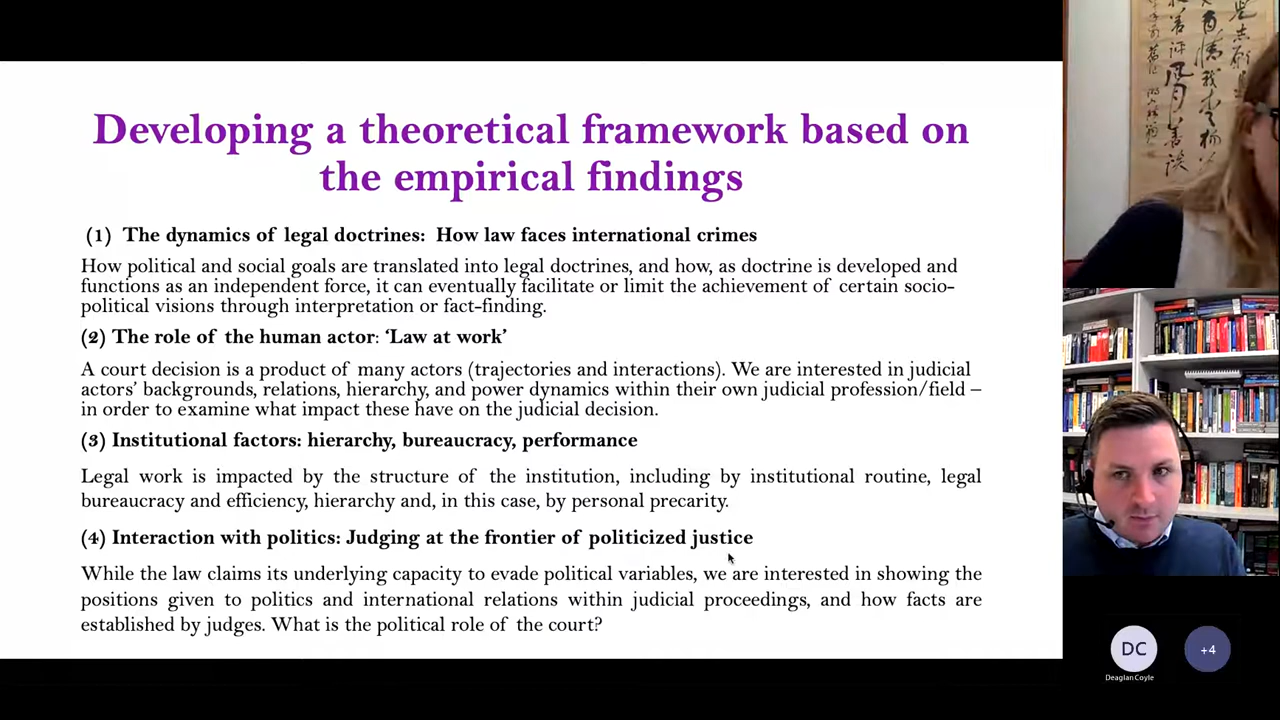 Developing a theoretical framework based on
the empirical findings
(1) The dynamics of legal doctrines: How law faces international crimes
How political and social goals are translated into legal doctrines, and how, as doctrine is developed and
functions as an independent force, it can eventually facilitate or limit the achievement of certain socio-
political visions through interpretation or fact-finding.
(2) The role of the human actor: ‘Law at work’
A court decision is a product of many actors (trajectories and interactions). We are interested in judicial
actors’ backgrounds, relations, hierarchy, and power dynamics within their own judicial profession/field –
in order to examine what impact these have on the judicial decision.
(3) Institutional factors: hierarchy, bureaucracy, performance
Legal work is impacted by the structure of the institution, including by institutional routine, legal
bureaucracy and efficiency, hierarchy and, in this case, by personal precarity.
(4) Interaction with politics: Judging at the frontier of politicized justice
While the law claims its underlying capacity to evade political variables, we are interested in showing the
positions given to politics and international relations within judicial proceedings, and how facts are
established by judges. What is the political role of the court?
DC
+4
Deaglan Coyle